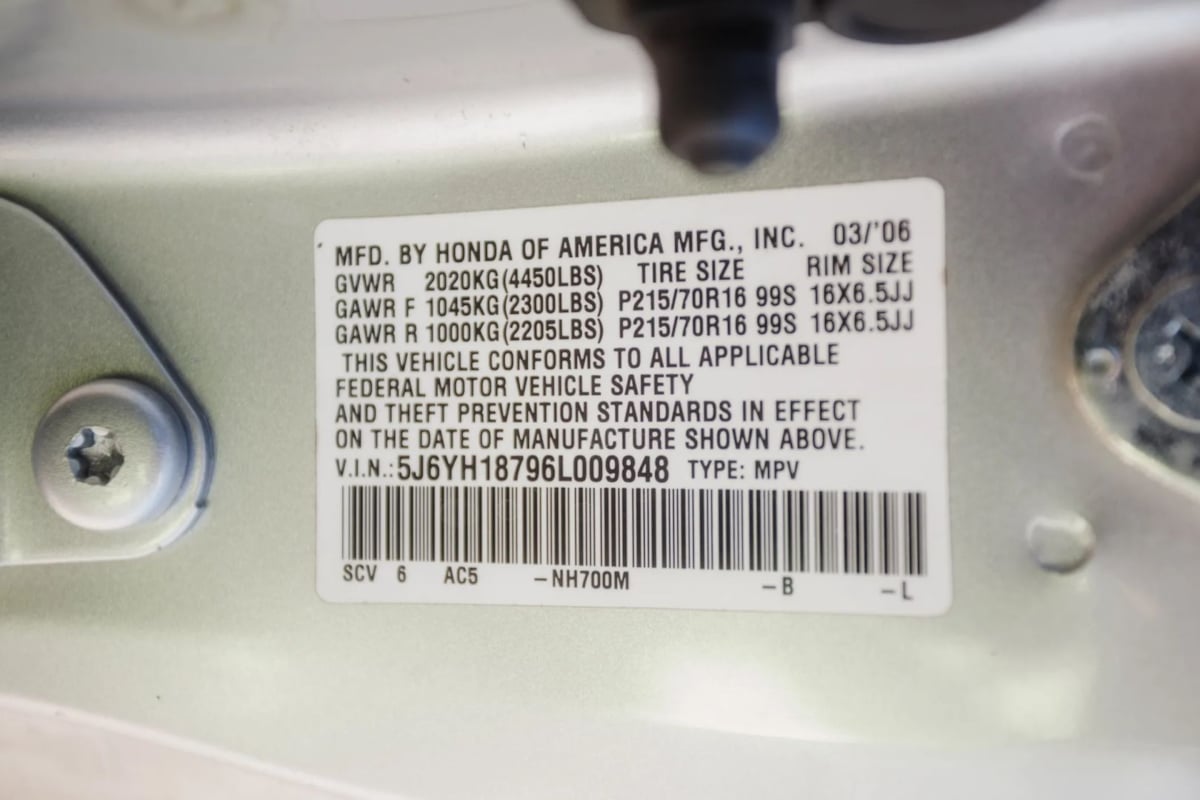 MFD. BY HONDA OF AMERICA MFG., INC. 03/'06
GVWR 2020KG(4450LBS) TIRE SIZE RIM SIZE
GAWR F 1045KG(2300LBS) P215/70R16 99S 16X6.5JJ
GAWR R 1000KG(2205LBS) P215/70R16 99S 16X6.5JJ
THIS VEHICLE CONFORMS TO ALL APPLICABLE
FEDERAL MOTOR VEHICLE SAFETY
AND THEFT PREVENTION STANDARDS IN EFFECT
ON THE DATE OF MANUFACTURE SHOWN ABOVE.
V.I.N.: 5J6YH18796L009848 TYPE: MPV
SCV 6 AC5 –NH700M –B –L